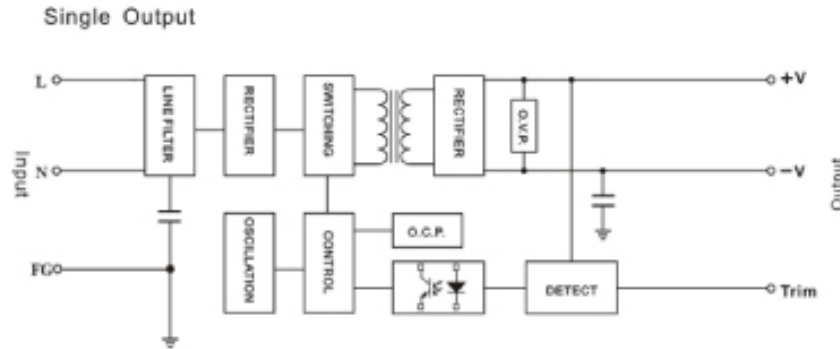 Single Output
L
LINE FILTER
RECTIFIER
SWITCHING
RECTIFIER
O.V.P.
+V
Input
N
-V
Output
OSCILLATION
CONTROL
O.C.P.
FG
DETECT
Trim